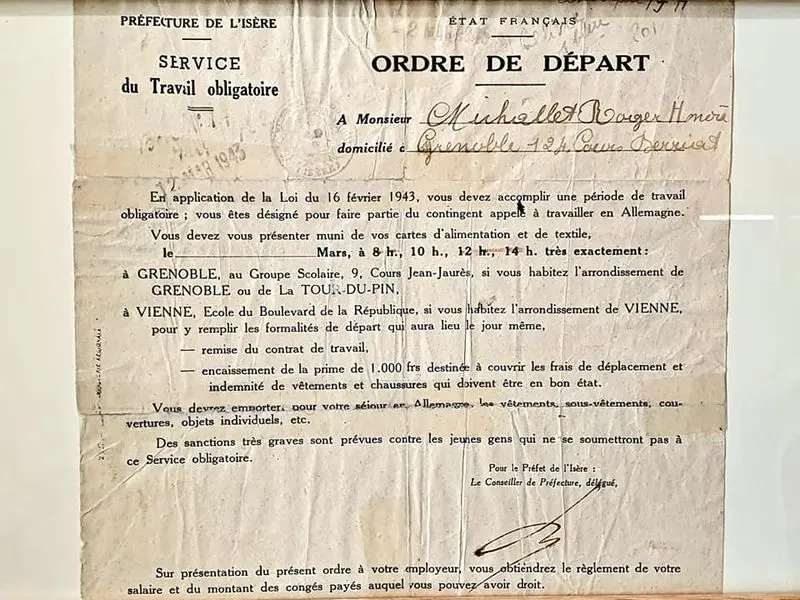 PRÉFECTURE DE L'ISÈRE
SERVICE
du Travail obligatoire
12 MAR 1943
ÉTAT FRANÇAIS
ORDRE DE DÉPART
A Monsieur Michallet Roger Honoré
domicilié à Grenoble 124 Cours Berriat
En application de la Loi du 16 février 1943, vous devez accomplir une période de travail
obligatoire ; vous êtes désigné pour faire partie du contingent appelé à travailler en Allemagne.
Vous devez vous présenter muni de vos cartes d'alimentation et de textile,
le Mars, à 8 hr., 10 h., 12 h., 14 h. très exactement :
à GRENOBLE, au Groupe Scolaire, 9, Cours Jean-Jaurès, si vous habitez l'arrondissement de
GRENOBLE ou de La TOUR-DU-PIN,
à VIENNE, Ecole du Boulevard de la République, si vous habitez l'arrondissement de VIENNE,
pour y remplir les formalités de départ qui aura lieu le jour même,
— remise du contrat de travail,
— encaissement de la prime de 1.000 frs destinée à couvrir les frais de déplacement et
indemnité de vêtements et chaussures qui doivent être en bon état.
Vous devrez emporter, pour votre séjour en Allemagne, les vêtements, sous-vêtements, cou-
vertures, objets individuels, etc.
Des sanctions très graves sont prévues contre les jeunes gens qui ne se soumettront pas à
ce Service obligatoire.
Pour le Préfet de l'Isère :
Le Conseiller de Préfecture, délégué,
Sur présentation du présent ordre à votre employeur, vous obtiendrez le règlement de votre
salaire et du montant des congés payés auquel vous pouvez avoir droit.